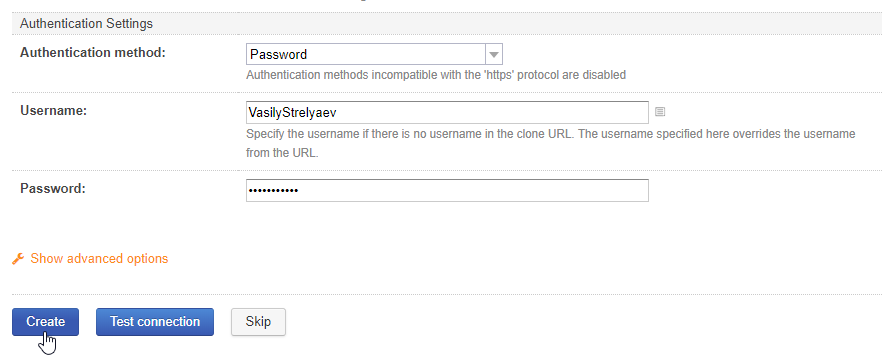 Authentication Settings
Authentication method:
Password
Authentication methods incompatible with the 'https' protocol are disabled
Username:
VasilyStrelyaev
Specify the username if there is no username in the clone URL. The username specified here overrides the username
from the URL.
Password:
•••••••••••
Show advanced options
Create
Test connection
Skip